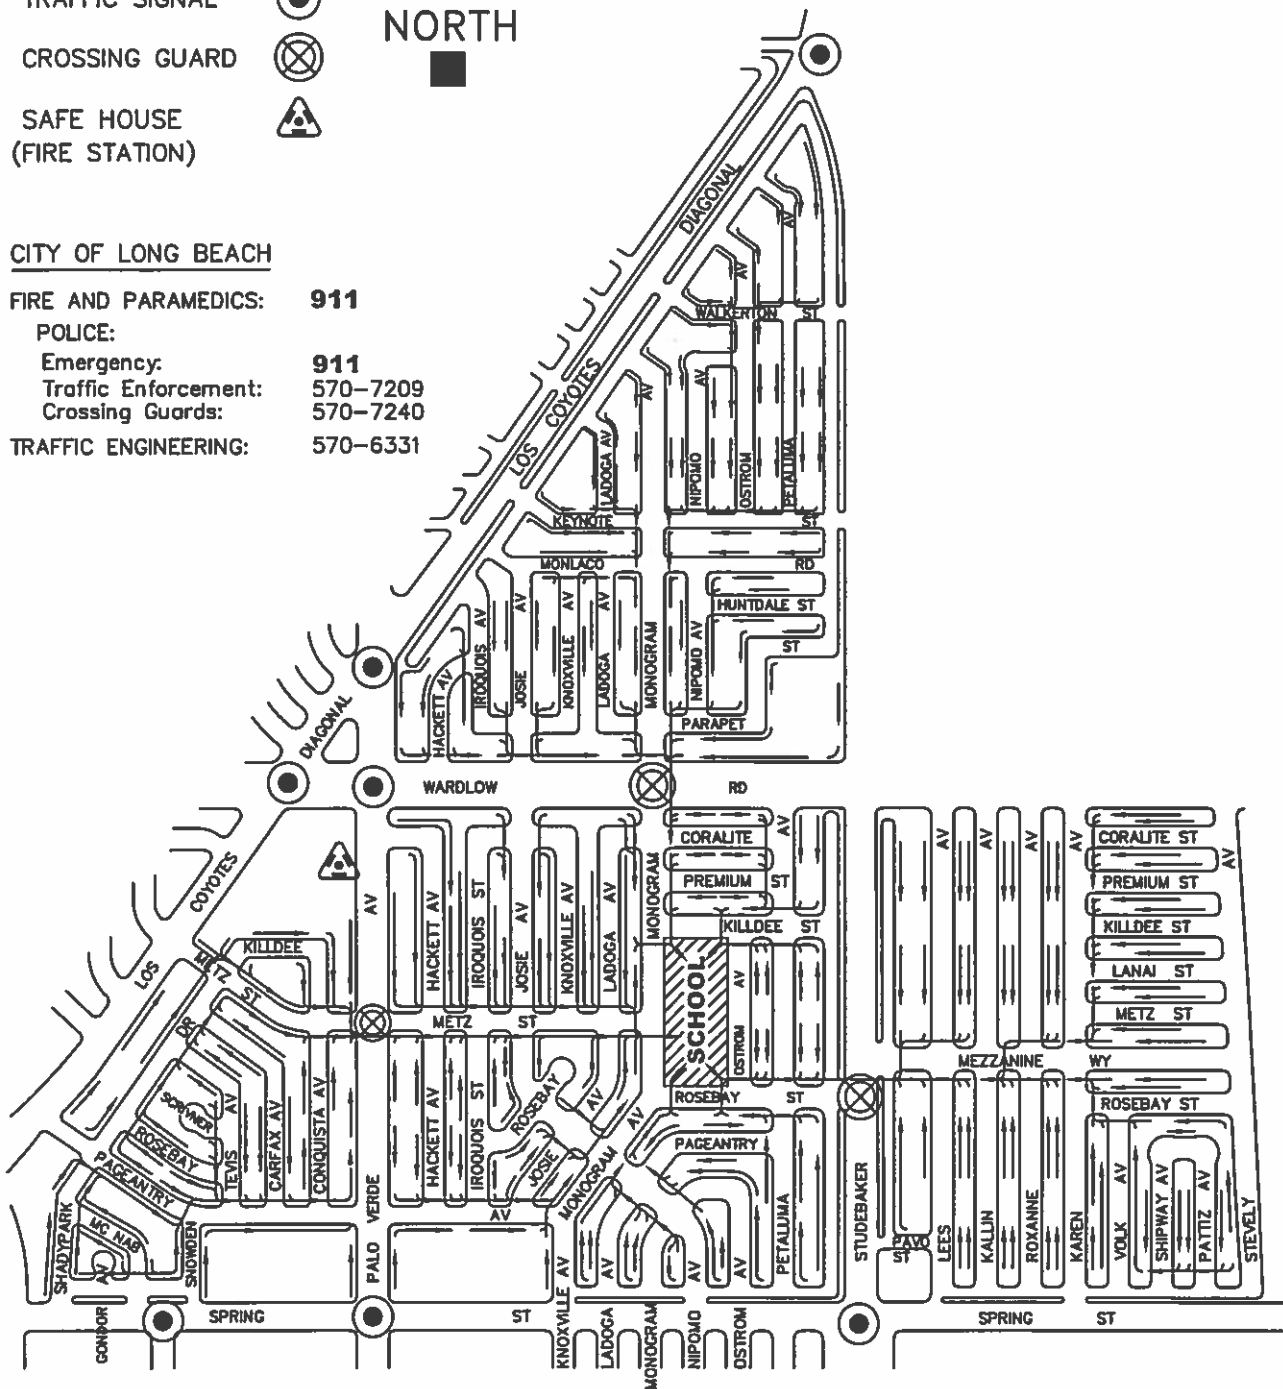 TRAFFIC SIGNAL
CROSSING GUARD
SAFE HOUSE
(FIRE STATION)
NORTH
CITY OF LONG BEACH
FIRE AND PARAMEDICS: 911
POLICE:
Emergency: 911
Traffic Enforcement: 570-7209
Crossing Guards: 570-7240
TRAFFIC ENGINEERING: 570-6331
LOS COYOTES DIAGONAL
AV
AV
WALKERTON ST
AV
AV
LADOGA AV
NIPOMO
OSTROM
PETALUMA
KEYNOTE ST
MONLACO RD
HUNTDALE ST
ST
HACKETT AV
IROQUOIS AV
JOSIE AV
KNOXVILLE AV
LADOGA AV
MONOGRAM
NIPOMO AV
PARAPET
DIAGONAL
WARDLOW RD
LOS COYOTES
CORALITE
AV
PREMIUM ST
KILLDEE ST
AV
AV
AV
AV
AV
AV
CORALITE ST
PREMIUM ST
KILLDEE ST
LANAI ST
METZ ST
KILLDEE
METZ ST
DR
HACKETT AV
IROQUOIS ST
JOSIE AV
KNOXVILLE AV
LADOGA AV
MONOGRAM
SCHOOL
OSTROM AV
METZ ST
MEZZANINE WY
ROSEBAY ST
ROSEBAY ST
SCRIVNER
ROSEBAY
PAGEANTRY
TEVIS AV
CARFAX AV
CONQUISTA AV
HACKETT AV
IROQUOIS ST
ROSEBAY
AV
JOSIE
MONOGRAM AV
PAGEANTRY
SHADYPARK
MC NAB
AV
SNOWDEN
PALO VERDE
AV
PETALUMA
STUDEBAKER
PAVO
ST
LEES
KALLIN
ROXANNE
KAREN
VOLK AV
SHIPWAY AV
PATTIZ AV
STEVELY
GONDOR
SPRING ST
KNOXVILLE AV
LADOGA AV
MONOGRAM
NIPOMO AV
OSTROM AV
SPRING ST